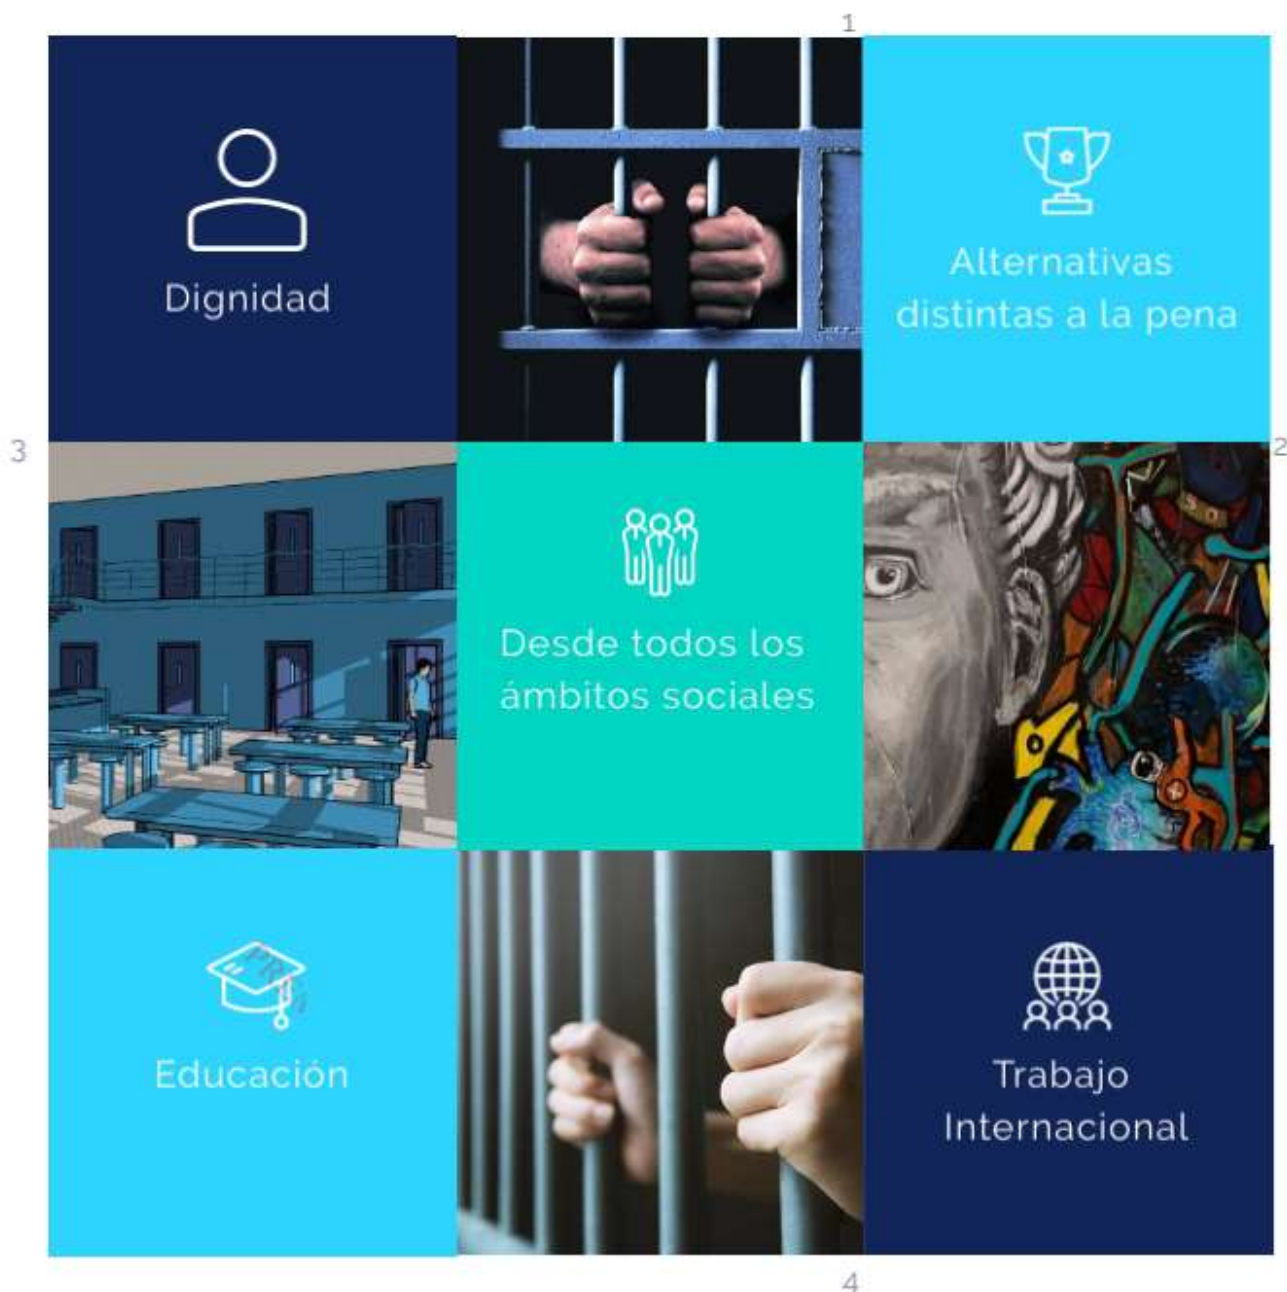 1
Dignidad
Alternativas
distintas a la pena
3
2
Desde todos los
ámbitos sociales
Educación
Trabajo
Internacional
4